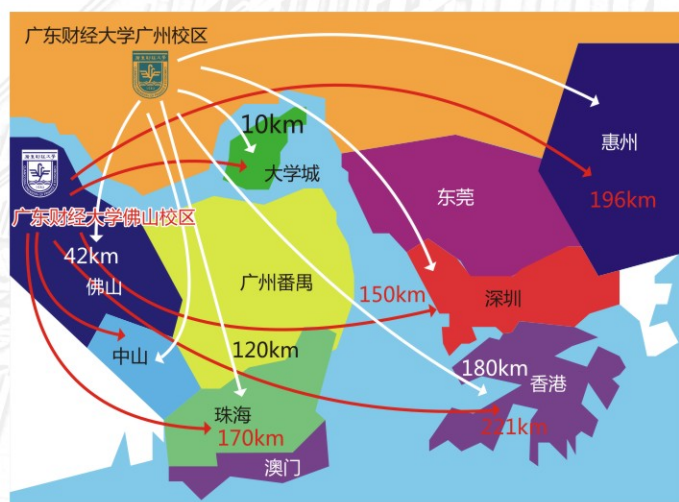 广东财经大学广州校区
惠州
10km
大学城
东莞
196km
广东财经大学佛山校区
42km
佛山
广州番禺
150km
深圳
中山
120km
180km
香港
珠海
170km
221km
澳门